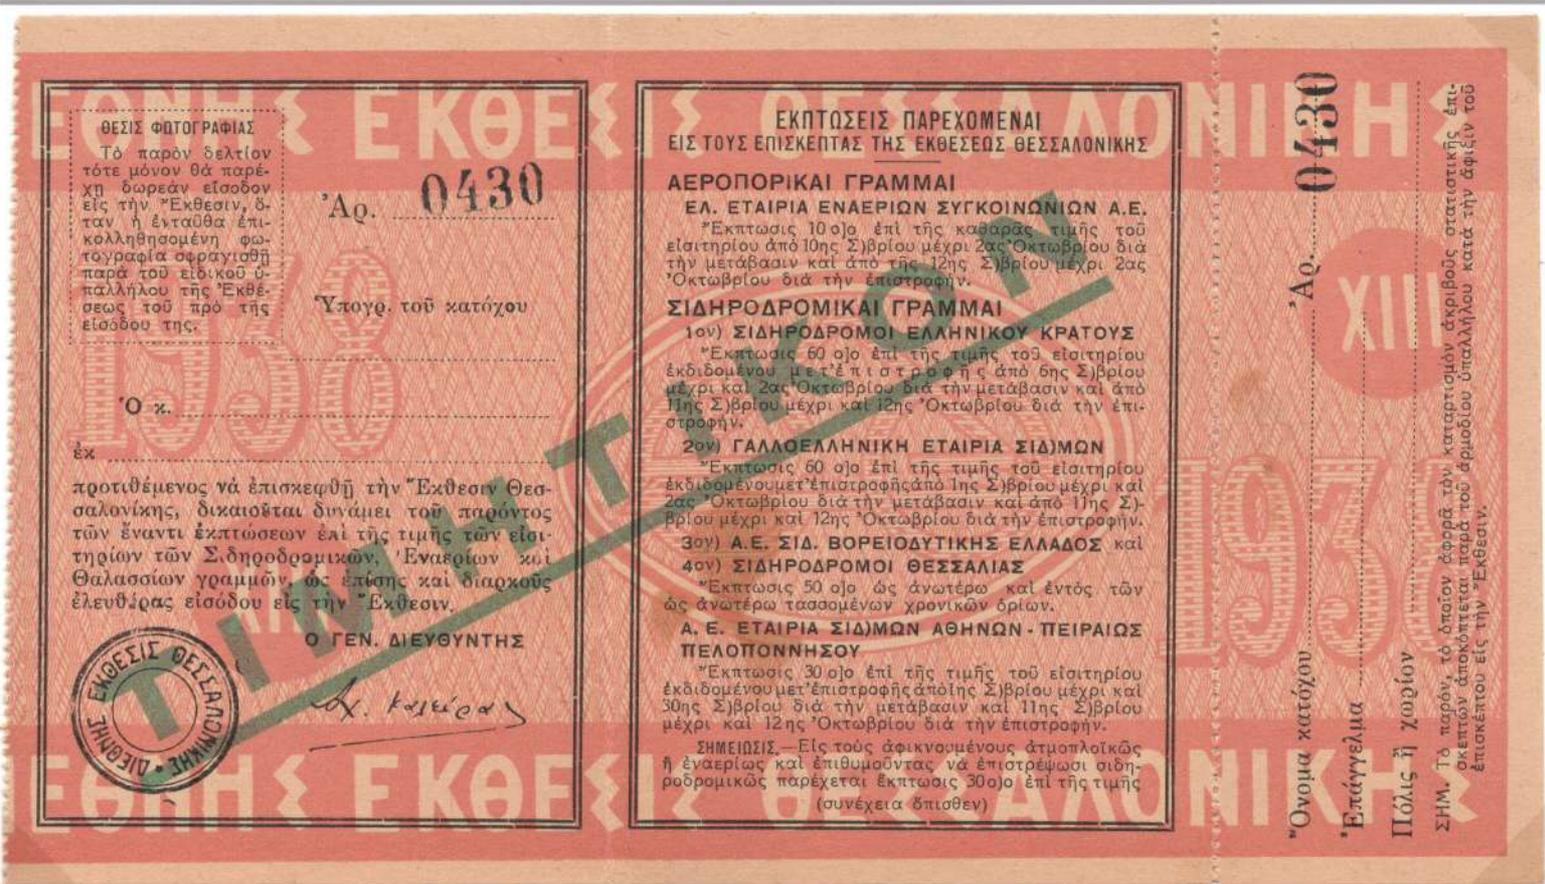 ΕΘΝΗΣ ΕΚΘΕΣΙΣ ΘΕΣΣΑΛΟΝΙΚΗΣ
ΘΕΣΙΣ ΦΩΤΟΓΡΑΦΙΑΣ
Τὸ παρὸν δελτίον
τότε μόνον θὰ παρέ-
χῃ δωρεὰν εἴσοδον
εἰς τὴν Ἔκθεσιν, ὅ-
ταν ἡ ἐνταῦθα ἐπι-
κολληθησομένη φω-
τογραφία σφραγισθῇ
παρὰ τοῦ εἰδικοῦ ὑ-
παλλήλου τῆς Ἐκθέ-
σεως τοῦ πρὸ τῆς
εἰσόδου της.
Ἀρ. 0430
Ὑπογρ. τοῦ κατόχου
1938
Ὁ κ.
ἐκ
προτιθέμενος νὰ ἐπισκεφθῇ τὴν Ἔκθεσιν Θεσ-
σαλονίκης, δικαιοῦται δυνάμει τοῦ παρόντος
τῶν ἔναντι ἐκπτώσεων ἐπὶ τῆς τιμῆς τῶν εἰσι-
τηρίων τῶν Σιδηροδρομικῶν, Ἐναερίων καὶ
Θαλασσίων γραμμῶν, ὡς ἐπίσης καὶ διαρκοῦς
ἐλευθέρας εἰσόδου εἰς τὴν Ἔκθεσιν.
Ο ΓΕΝ. ΔΙΕΥΘΥΝΤΗΣ
ΔΙΕΘΝΗΣ ΕΚΘΕΣΙΣ ΘΕΣΣΑΛΟΝΙΚΗΣ
ΤΙΜΗΤΙΚΟΝ
ΕΚΠΤΩΣΕΙΣ ΠΑΡΕΧΟΜΕΝΑΙ
ΕΙΣ ΤΟΥΣ ΕΠΙΣΚΕΠΤΑΣ ΤΗΣ ΕΚΘΕΣΕΩΣ ΘΕΣΣΑΛΟΝΙΚΗΣ
ΑΕΡΟΠΟΡΙΚΑΙ ΓΡΑΜΜΑΙ
ΕΛ. ΕΤΑΙΡΙΑ ΕΝΑΕΡΙΩΝ ΣΥΓΚΟΙΝΩΝΙΩΝ Α.Ε.
Ἔκπτωσις 10 ο)ο ἐπὶ τῆς καθαρᾶς τιμῆς τοῦ
εἰσιτηρίου ἀπὸ 10ης Σ)βρίου μέχρι 2ας Ὀκτωβρίου διὰ
τὴν μετάβασιν καὶ ἀπὸ τῆς 12ης Σ)βρίου μέχρι 2ας
Ὀκτωβρίου διὰ τὴν ἐπιστροφήν.
ΣΙΔΗΡΟΔΡΟΜΙΚΑΙ ΓΡΑΜΜΑΙ
1ον) ΣΙΔΗΡΟΔΡΟΜΟΙ ΕΛΛΗΝΙΚΟΥ ΚΡΑΤΟΥΣ
Ἔκπτωσις 60 ο)ο ἐπὶ τῆς τιμῆς τοῦ εἰσιτηρίου
ἐκδιδομένου μετ' ἐπιστροφῆς ἀπὸ 6ης Σ)βρίου
μέχρι καὶ 2ας Ὀκτωβρίου διὰ τὴν μετάβασιν καὶ ἀπὸ
11ης Σ)βρίου μέχρι καὶ 12ης Ὀκτωβρίου διὰ τὴν ἐπι-
στροφήν.
2ον) ΓΑΛΛΟΕΛΛΗΝΙΚΗ ΕΤΑΙΡΙΑ ΣΙΔ)ΜΩΝ
Ἔκπτωσις 60 ο)ο ἐπὶ τῆς τιμῆς τοῦ εἰσιτηρίου
ἐκδιδομένου μετ' ἐπιστροφῆς ἀπὸ 1ης Σ)βρίου μέχρι καὶ
2ας Ὀκτωβρίου διὰ τὴν μετάβασιν καὶ ἀπὸ 11ης Σ)-
βρίου μέχρι καὶ 12ης Ὀκτωβρίου διὰ τὴν ἐπιστροφήν.
3ον) Α.Ε. ΣΙΔ. ΒΟΡΕΙΟΔΥΤΙΚΗΣ ΕΛΛΑΔΟΣ καὶ
4ον) ΣΙΔΗΡΟΔΡΟΜΟΙ ΘΕΣΣΑΛΙΑΣ
Ἔκπτωσις 50 ο)ο ὡς ἀνωτέρω καὶ ἐντὸς τῶν
ὡς ἀνωτέρω τασσομένων χρονικῶν ὁρίων.
Α. Ε. ΕΤΑΙΡΙΑ ΣΙΔ)ΜΩΝ ΑΘΗΝΩΝ - ΠΕΙΡΑΙΩΣ
ΠΕΛΟΠΟΝΝΗΣΟΥ
Ἔκπτωσις 30 ο)ο ἐπὶ τῆς τιμῆς τοῦ εἰσιτηρίου
ἐκδιδομένου μετ' ἐπιστροφῆς ἀπὸ 1ης Σ)βρίου μέχρι καὶ
30ης Σ)βρίου διὰ τὴν μετάβασιν καὶ 11ης Σ)βρίου
μέχρι καὶ 12ης Ὀκτωβρίου διὰ τὴν ἐπιστροφήν.
ΣΗΜΕΙΩΣΙΣ.—Εἰς τοὺς ἀφικνουμένους ἀτμοπλοϊκῶς
ἢ ἐναερίως καὶ ἐπιθυμοῦντας νὰ ἐπιστρέψωσι σιδη-
ροδρομικῶς παρέχεται ἔκπτωσις 30 ο)ο ἐπὶ τῆς τιμῆς
(συνέχεια ὄπισθεν)
ΕΘΝΗΣ ΕΚΘΕΣΙΣ ΘΕΣΣΑΛΟΝΙΚΗΣ
XIII
193
Ἀρ. 0430
Ὄνομα κατόχου
Ἐπάγγελμα
Πόλις ἢ χωρίον
ΣΗΜ. Τὸ παρόν, τὸ ὁποῖον ἀφορᾷ τὸν καταρτισμὸν ἀκριβοῦς στατιστικῆς ἐπι-
σκεπτῶν ἀποκόπτεται παρὰ τοῦ ἁρμοδίου ὑπαλλήλου κατὰ τὴν ἄφιξιν τοῦ
ἐπισκέπτου εἰς τὴν Ἔκθεσιν.